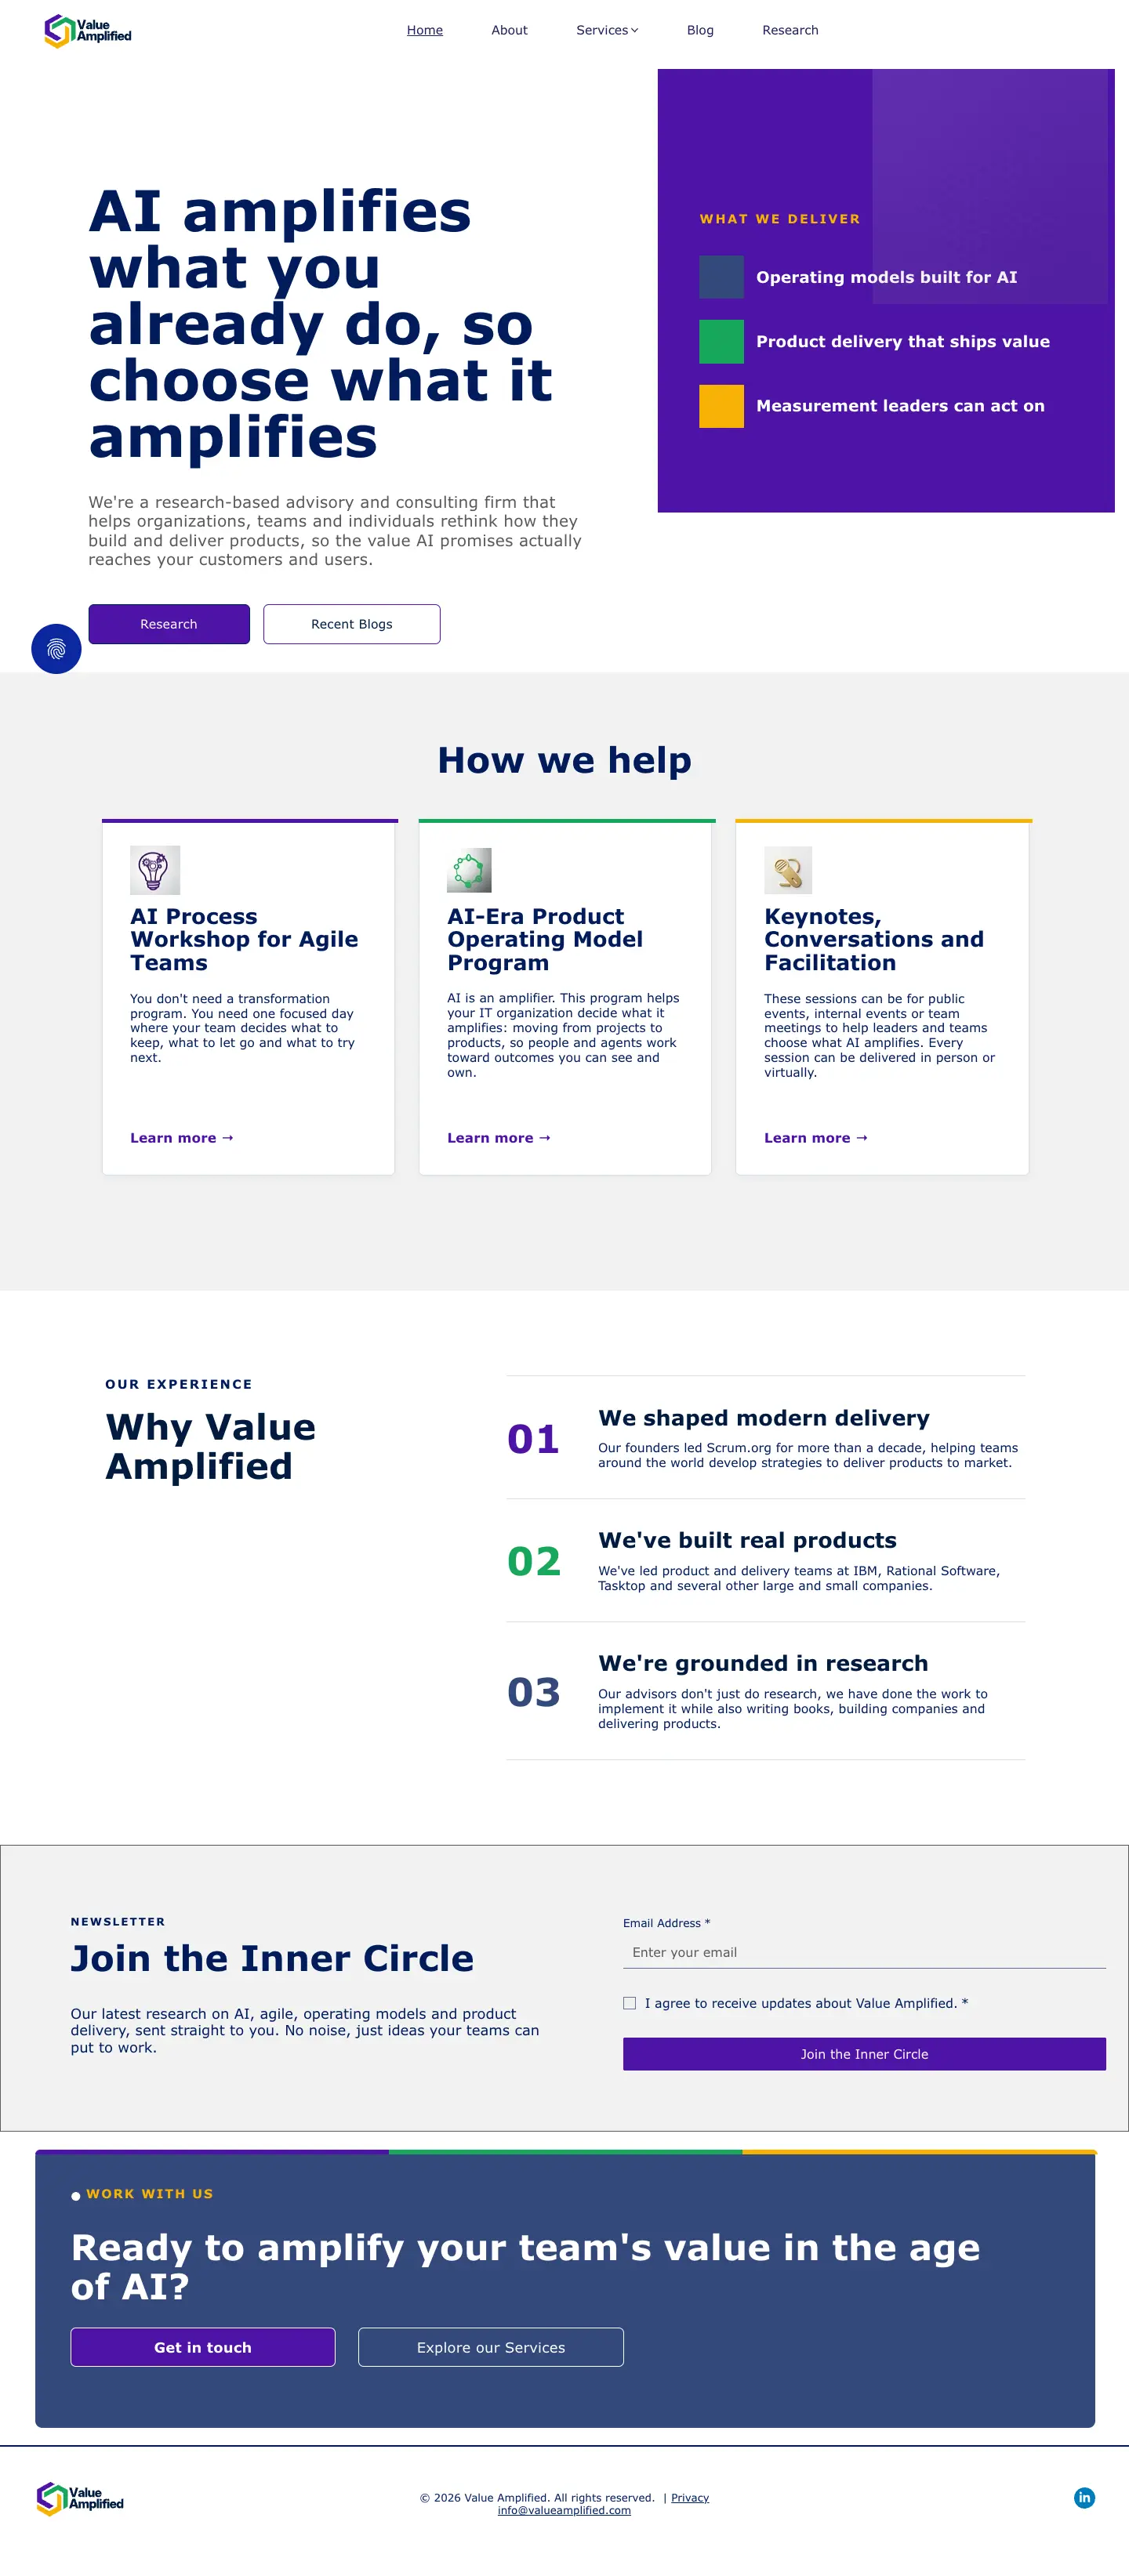 Value
Amplified
Home
About
Services
Blog
Research
AI amplifies
what you
already do, so
choose what it
amplifies
We're a research-based advisory and consulting firm that
helps organizations, teams and individuals rethink how they
build and deliver products, so the value AI promises actually
reaches your customers and users.
Research
Recent Blogs
WHAT WE DELIVER
Operating models built for AI
Product delivery that ships value
Measurement leaders can act on
How we help
AI Process
Workshop for Agile
Teams
You don't need a transformation
program. You need one focused day
where your team decides what to
keep, what to let go and what to try
next.
Learn more →
AI-Era Product
Operating Model
Program
AI is an amplifier. This program helps
your IT organization decide what it
amplifies: moving from projects to
products, so people and agents work
toward outcomes you can see and
own.
Learn more →
Keynotes,
Conversations and
Facilitation
These sessions can be for public
events, internal events or team
meetings to help leaders and teams
choose what AI amplifies. Every
session can be delivered in person or
virtually.
Learn more →
OUR EXPERIENCE
Why Value
Amplified
01
We shaped modern delivery
Our founders led Scrum.org for more than a decade, helping teams
around the world develop strategies to deliver products to market.
02
We've built real products
We've led product and delivery teams at IBM, Rational Software,
Tasktop and several other large and small companies.
03
We're grounded in research
Our advisors don't just do research, we have done the work to
implement it while also writing books, building companies and
delivering products.
NEWSLETTER
Join the Inner Circle
Our latest research on AI, agile, operating models and product
delivery, sent straight to you. No noise, just ideas your teams can
put to work.
Email Address *
Enter your email
I agree to receive updates about Value Amplified. *
Join the Inner Circle
WORK WITH US
Ready to amplify your team's value in the age
of AI?
Get in touch
Explore our Services
Value
Amplified
© 2026 Value Amplified. All rights reserved. | Privacy
info@valueamplified.com
in